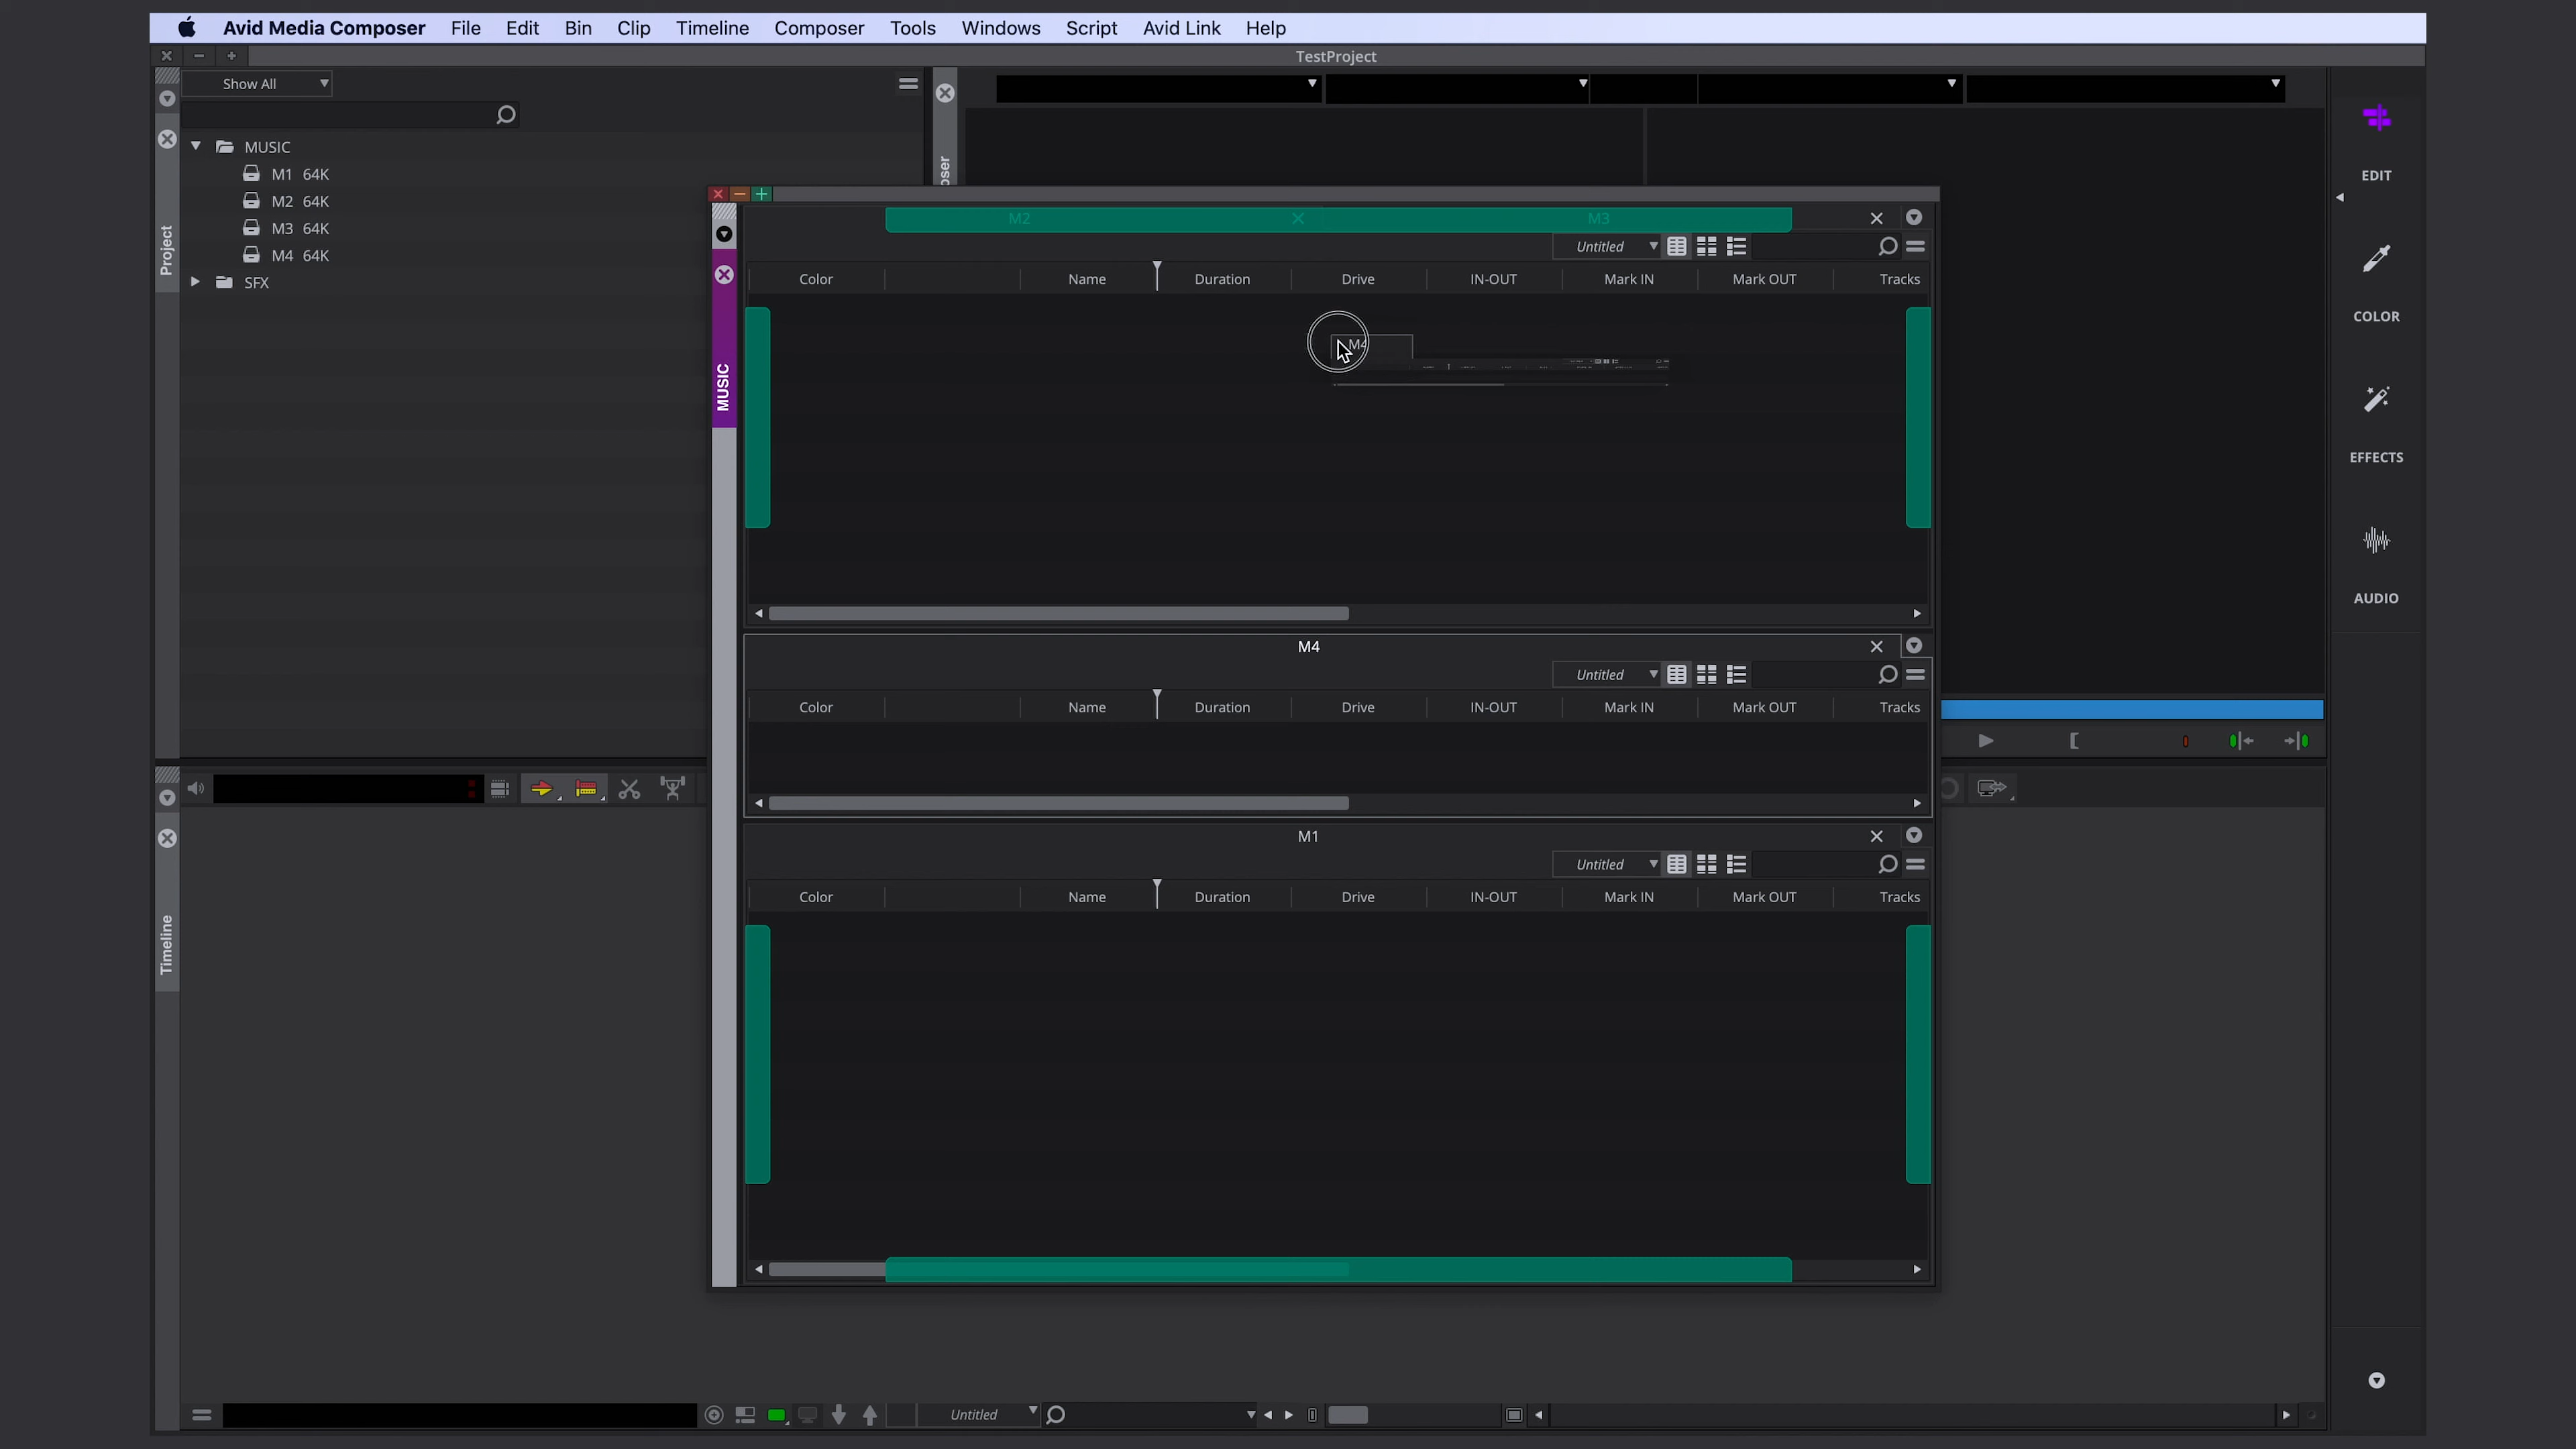 Avid Media Composer File Edit Bin Clip Timeline Tools Composer Tools Windows Script Avid Link Help
TestProject
Show All
MUSIC
M1 64K
M2 64K
M3 64K
M4 64K
SFX
Project
EDIT
COLOR
EFFECTS
AUDIO
MUSIC
M2
M3
Untitled
Color Name Duration Drive IN-OUT Mark IN Mark OUT Tracks
M4
M4
Untitled
Color Name Duration Drive IN-OUT Mark IN Mark OUT Tracks
M1
Untitled
Color Name Duration Drive IN-OUT Mark IN Mark OUT Tracks
Timeline
Untitled